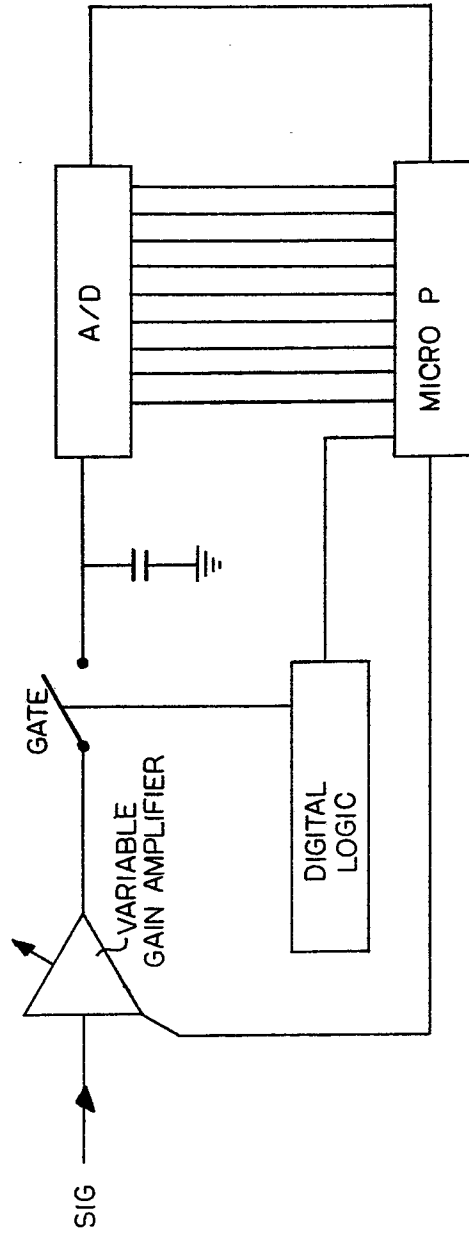 SIG
VARIABLE
GAIN AMPLIFIER
GATE
A/D
DIGITAL
LOGIC
MICRO P